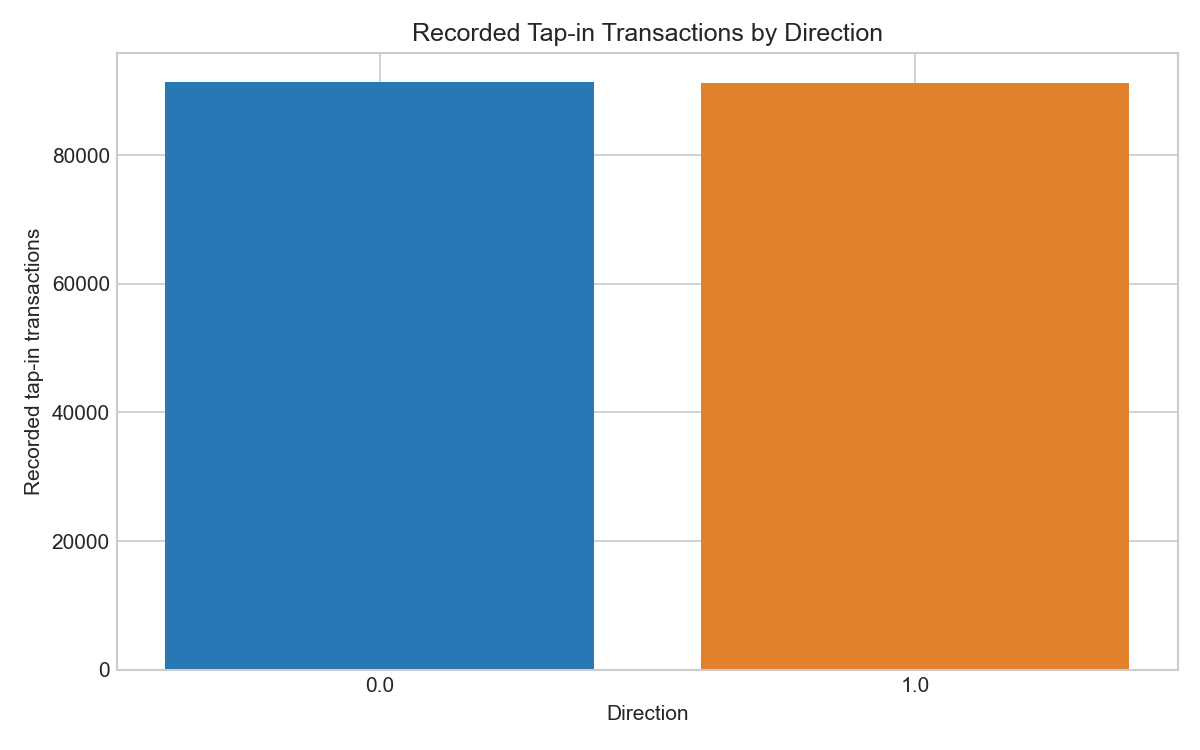 Recorded Tap-in Transactions by Direction
Recorded tap-in transactions
80000
60000
40000
20000
0
0.0
1.0
Direction